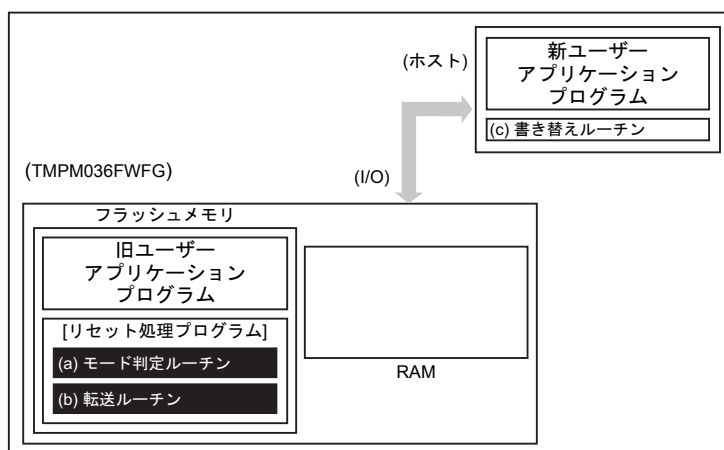 (ホスト)
新ユーザー
アプリケーション
プログラム
(c) 書き替えルーチン
(TMPM036FWFG)
(I/O)
フラッシュメモリ
旧ユーザー
アプリケーション
プログラム
[リセット処理プログラム]
(a) モード判定ルーチン
(b) 転送ルーチン
RAM